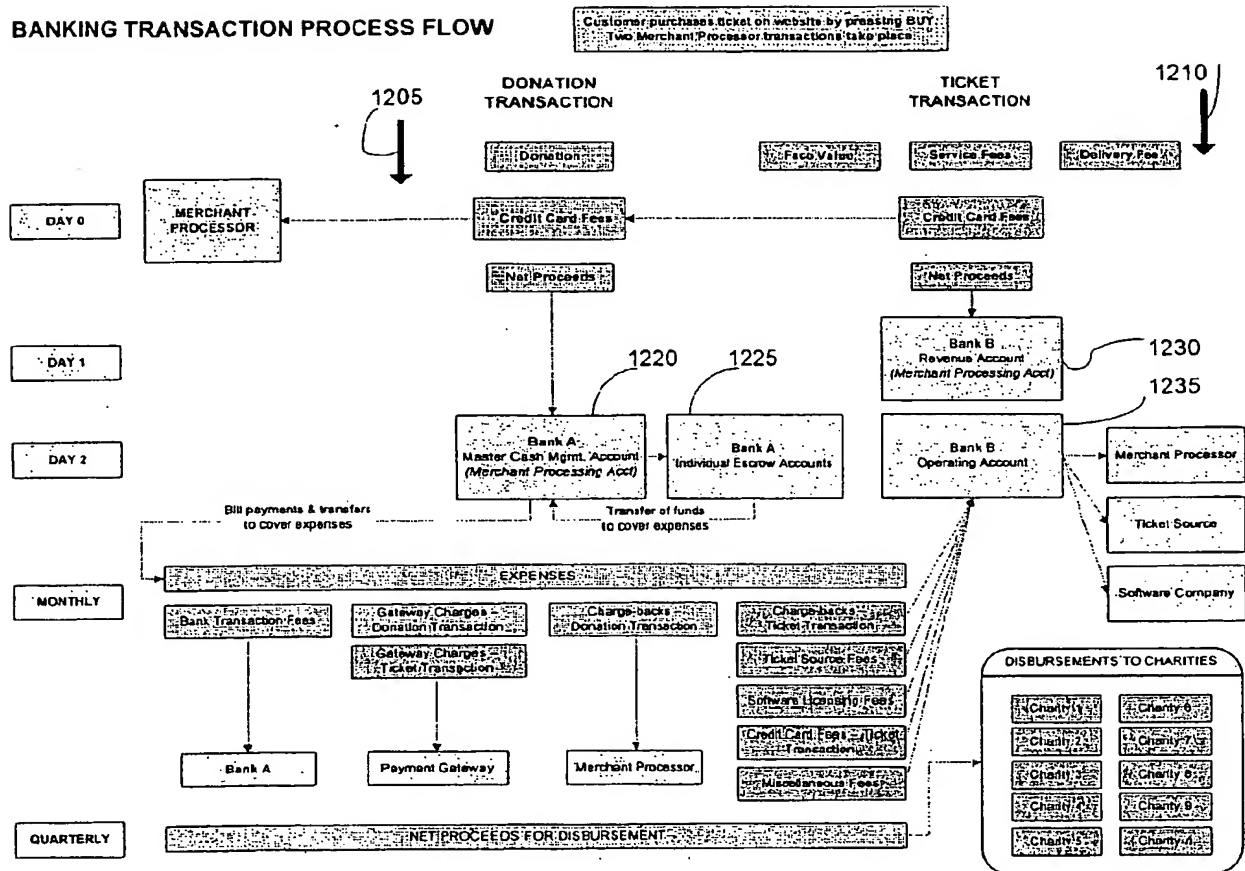 Customer purchases ticket on website by pressing BUY
BANKING TRANSACTION PROCESS FLOW
Two Merchant Processor transactions take place
1205
DONATION
TRANSACTION
TICKET
TRANSACTION
1210
Donation
Face Value
Service Fees
Delivery Fee
DAY 0
MERCHANT
PROCESSOR
Credit Card Fees
Credit Card Fees
Net Proceeds
Net Proceeds
DAY 1
1220
1225
Bank B
Revenue Account
(Merchant Processing Acct)
1230
1235
DAY 2
Bank A
Master Cash Mgmt. Account
(Merchant Processing Acct)
Bank A
Individual Escrow Accounts
Bank B
Operating Account
Merchant Processor
Bill payments & transfers
to cover expenses
Transfer of funds
to cover expenses
Ticket Source
Software Company
MONTHLY
EXPENSES
Bank Transaction Fees
Gateway Charges –
Donation Transaction
Charge-backs
Donation Transaction
Charge-backs
Ticket Transaction
Gateway Charges
Ticket Transaction
Ticket Source Fees
Software Licensing Fees
Credit Card Fees – Ticket
Transaction
Miscellaneous Fees
Bank A
Payment Gateway
Merchant Processor
DISBURSEMENTS TO CHARITIES
Charity 1
Charity 6
Charity 2
Charity 7
Charity 3
Charity
Charity
Charity
Charity 5
Charity
QUARTERLY
NET PROCEEDS FOR DISBURSEMENT